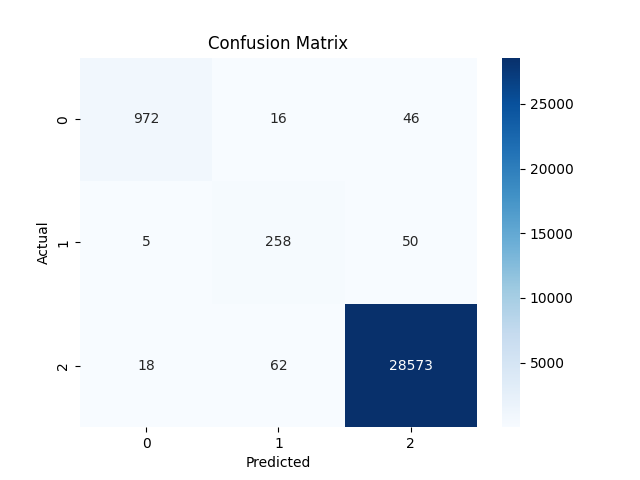 Confusion Matrix
Actual
0
972 16 46
1
5 258 50
2
18 62 28573
0 1 2
Predicted
25000
20000
15000
10000
5000